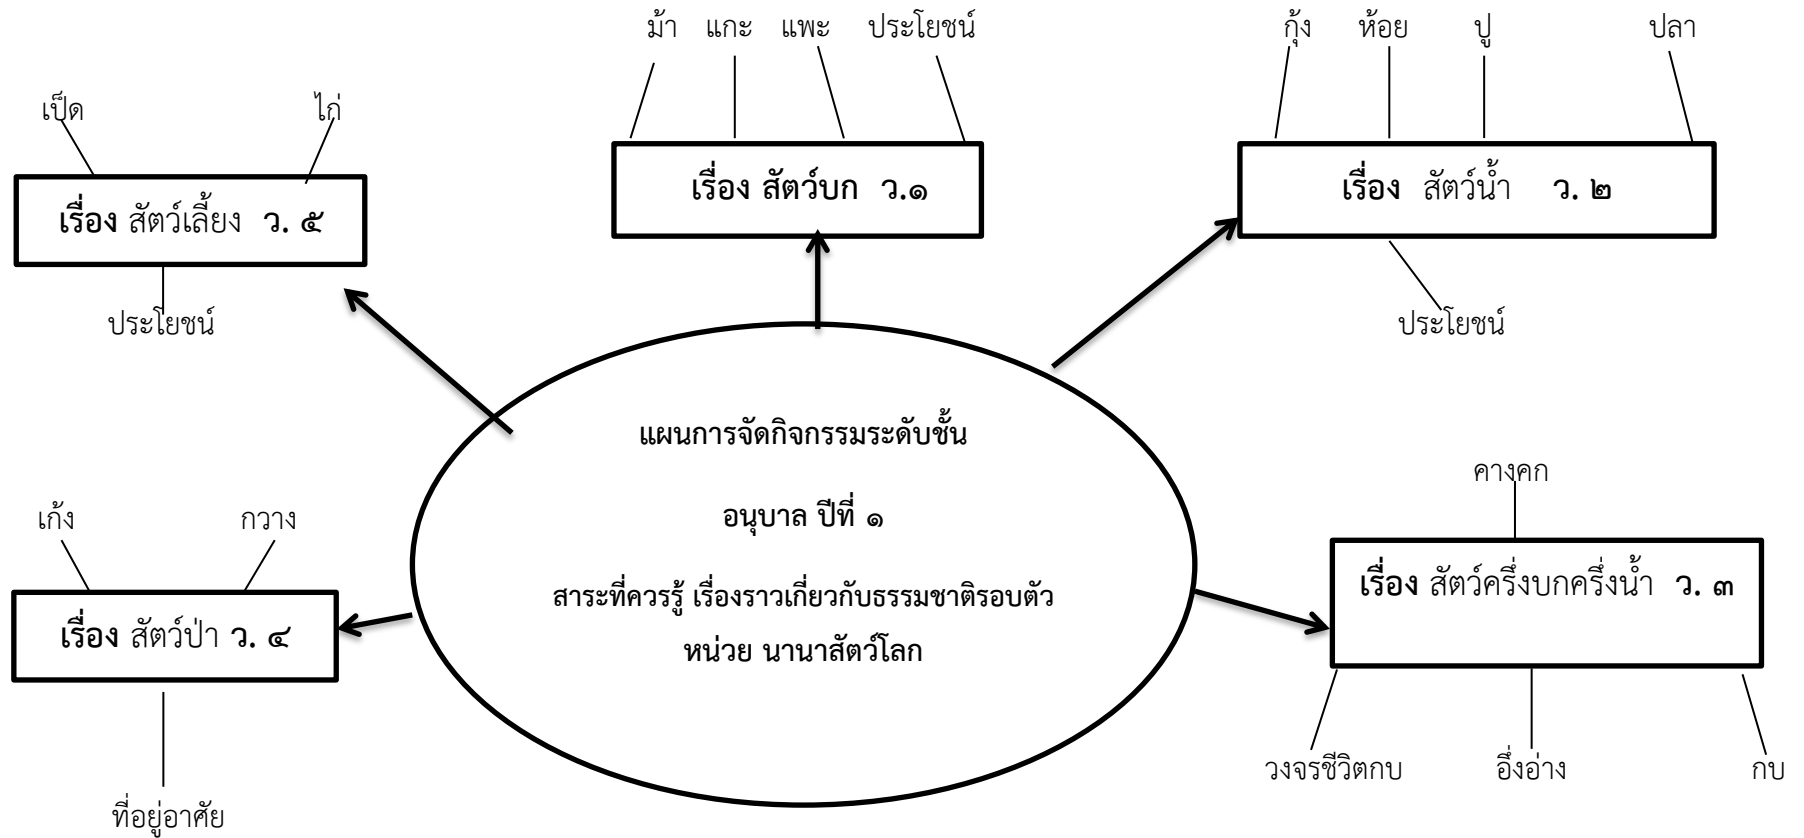 ม้า แกะ แพะ ประโยชน์
กุ้ง ห้อย ปู ปลา
เป็ด ไก่
เรื่อง สัตว์บก ว.๑
เรื่อง สัตว์น้ำ ว. ๒
เรื่อง สัตว์เลี้ยง ว. ๕
ประโยชน์
ประโยชน์
แผนการจัดกิจกรรมระดับชั้น
อนุบาล ปีที่ ๑
สาระที่ควรรู้ เรื่องราวเกี่ยวกับธรรมชาติรอบตัว
หน่วย นานาสัตว์โลก
คางคก
เรื่อง สัตว์ครึ่งบกครึ่งน้ำ ว. ๓
วงจรชีวิตกบ อึ่งอ่าง กบ
เก้ง กวาง
เรื่อง สัตว์ป่า ว. ๔
ที่อยู่อาศัย